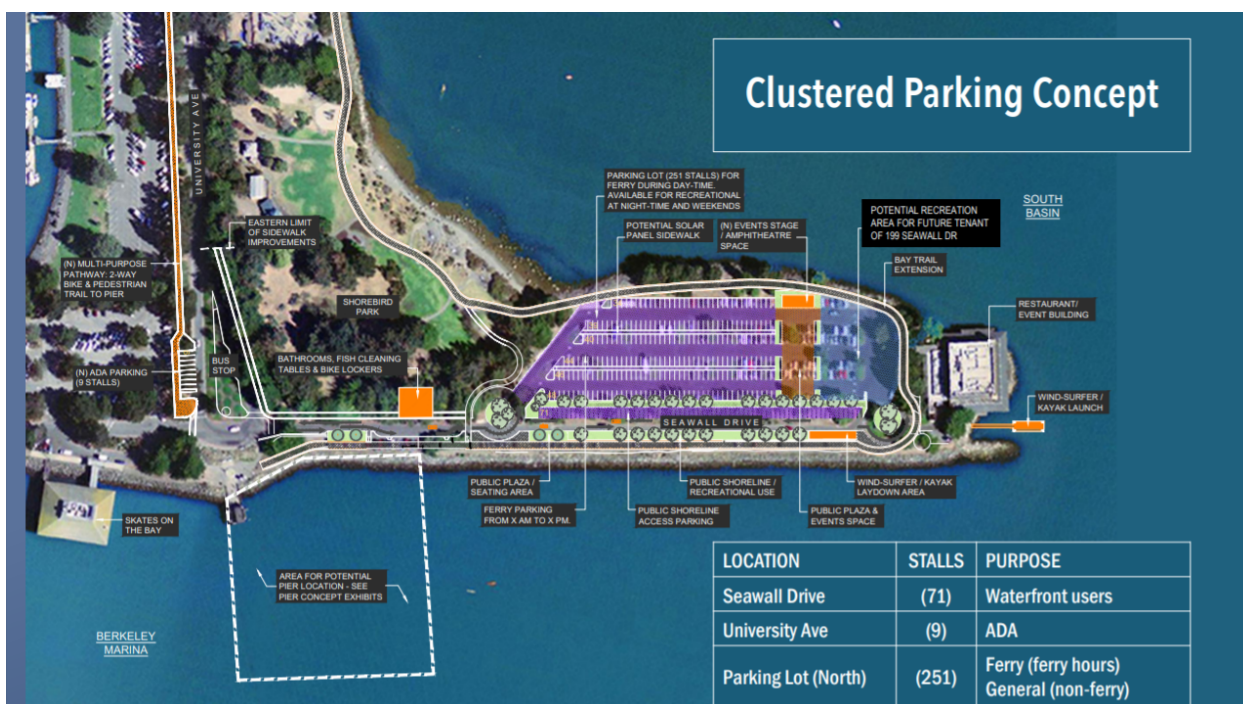 Clustered Parking Concept
UNIVERSITY AVE
PARKING LOT (251 STALLS) FOR
FERRY DURING DAY-TIME.
AVAILABLE FOR RECREATIONAL
AT NIGHT-TIME AND WEEKENDS
SOUTH
BASIN
EASTERN LIMIT
OF SIDEWALK
IMPROVEMENTS
POTENTIAL SOLAR
PANEL SIDEWALK
(N) EVENTS STAGE
/ AMPHITHEATRE
SPACE
POTENTIAL RECREATION
AREA FOR FUTURE TENANT
OF 199 SEAWALL DR
(N) MULTI-PURPOSE
PATHWAY: 2-WAY
BIKE & PEDESTRIAN
TRAIL TO PIER
BAY TRAIL
EXTENSION
SHOREBIRD
PARK
RESTAURANT/
EVENT BUILDING
BUS
STOP
BATHROOMS, FISH CLEANING
TABLES & BIKE LOCKERS
(N) ADA PARKING
(9 STALLS)
WIND-SURFER /
KAYAK LAUNCH
SEAWALL DRIVE
PUBLIC PLAZA /
SEATING AREA
PUBLIC SHORELINE /
RECREATIONAL USE
WIND-SURFER / KAYAK
LAYDOWN AREA
FERRY PARKING
FROM X AM TO X PM.
PUBLIC SHORELINE
ACCESS PARKING
PUBLIC PLAZA &
EVENTS SPACE
SKATES ON
THE BAY
AREA FOR POTENTIAL
PIER LOCATION - SEE
PIER CONCEPT EXHIBITS
BERKELEY
MARINA
LOCATION STALLS PURPOSE
Seawall Drive (71) Waterfront users
University Ave (9) ADA
Parking Lot (North) (251) Ferry (ferry hours)
General (non-ferry)